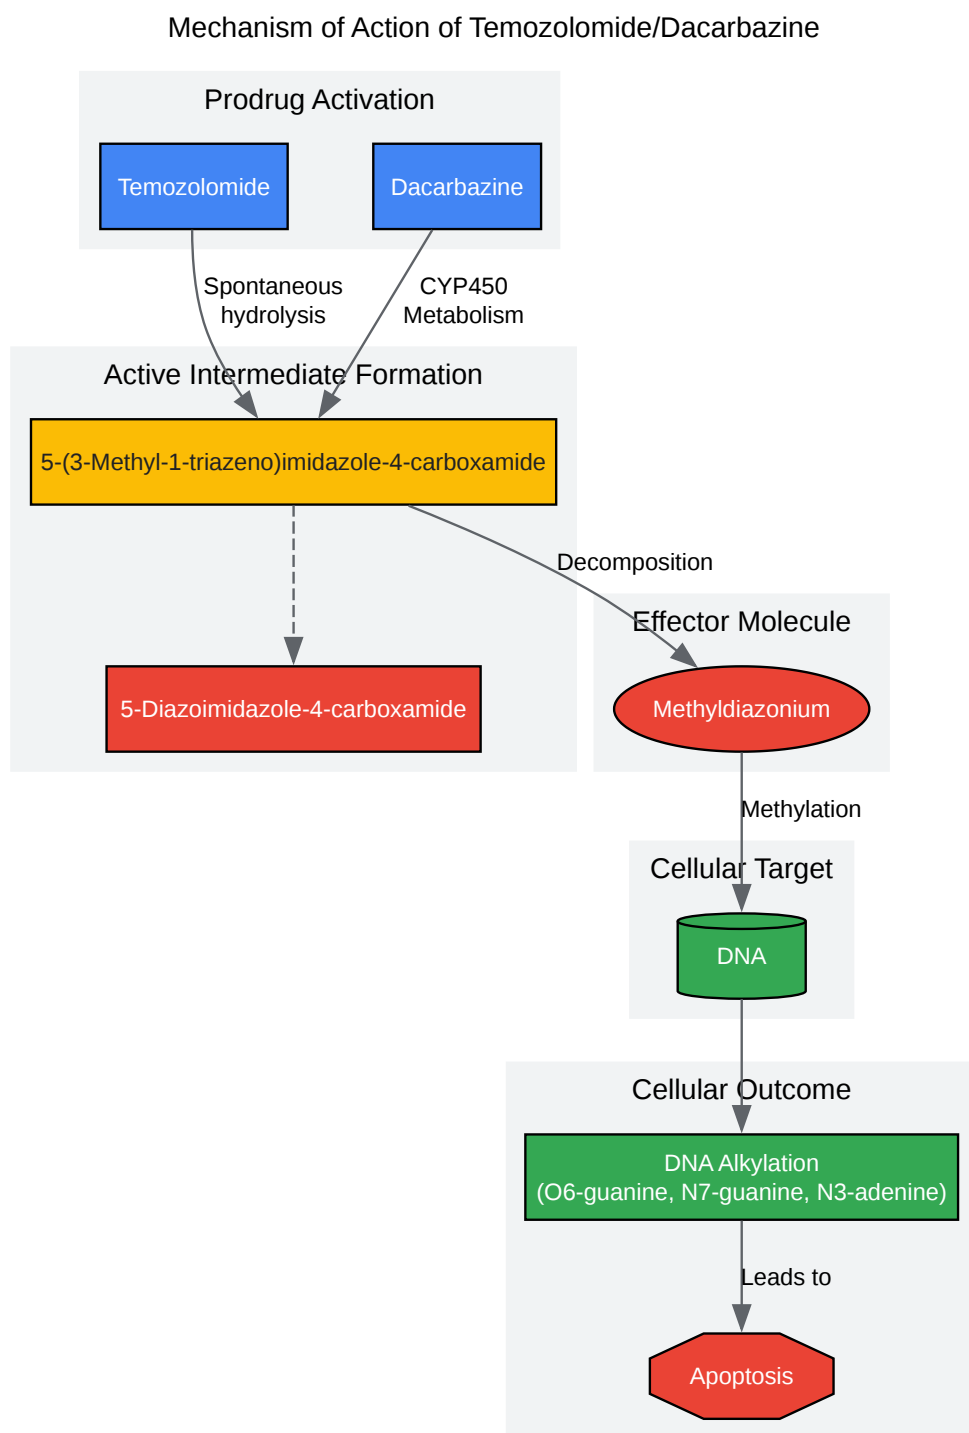 Mechanism of Action of Temozolomide/Dacarbazine
Prodrug Activation
Temozolomide
Dacarbazine
Spontaneous
hydrolysis
CYP450
Metabolism
Active Intermediate Formation
5-(3-Methyl-1-triazeno)imidazole-4-carboxamide
Decomposition
Effector Molecule
5-Diazoimidazole-4-carboxamide
Methyldiazonium
Methylation
Cellular Target
DNA
Cellular Outcome
DNA Alkylation
(O6-guanine, N7-guanine, N3-adenine)
Leads to
Apoptosis